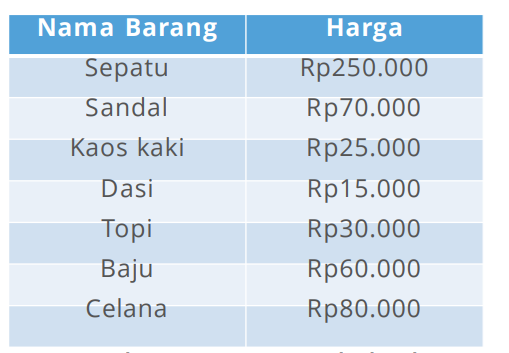 Nama Barang Harga
Sepatu Rp250.000
Sandal Rp70.000
Kaos kaki Rp25.000
Dasi Rp15.000
Topi Rp30.000
Baju Rp60.000
Celana Rp80.000